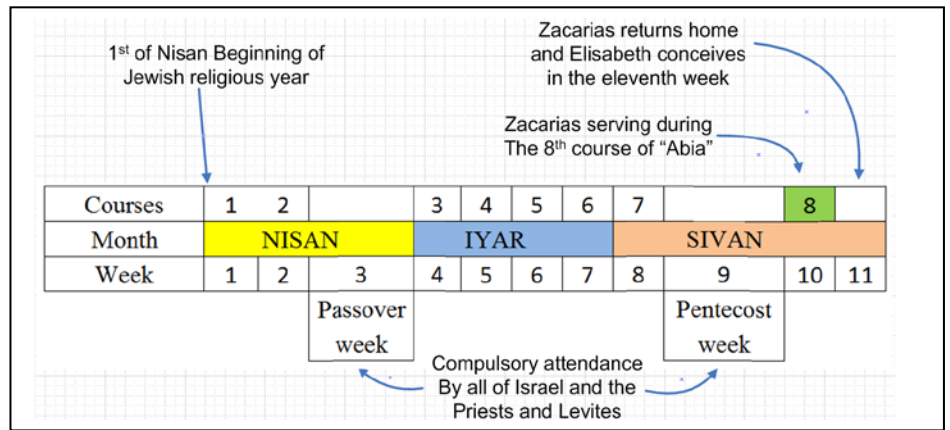 1st of Nisan Beginning of
Jewish religious year
Zacarias returns home
and Elisabeth conceives
in the eleventh week
Zacarias serving during
The 8th course of “Abia”
Courses 1 2 3 4 5 6 7 8
Month NISAN IYAR SIVAN
Week 1 2 3 4 5 6 7 8 9 10 11
Passover
week
Pentecost
week
Compulsory attendance
By all of Israel and the
Priests and Levites